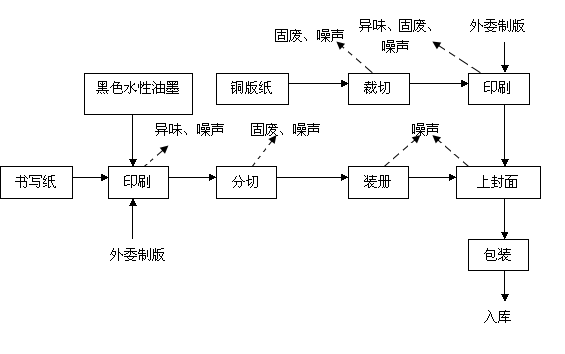 外委制版
异味、固废、
噪声
固废、噪声
黑色水性油墨
铜版纸
裁切
印刷
异味、噪声
固废、噪声
噪声
书写纸
印刷
分切
装册
上封面
外委制版
包装
入库